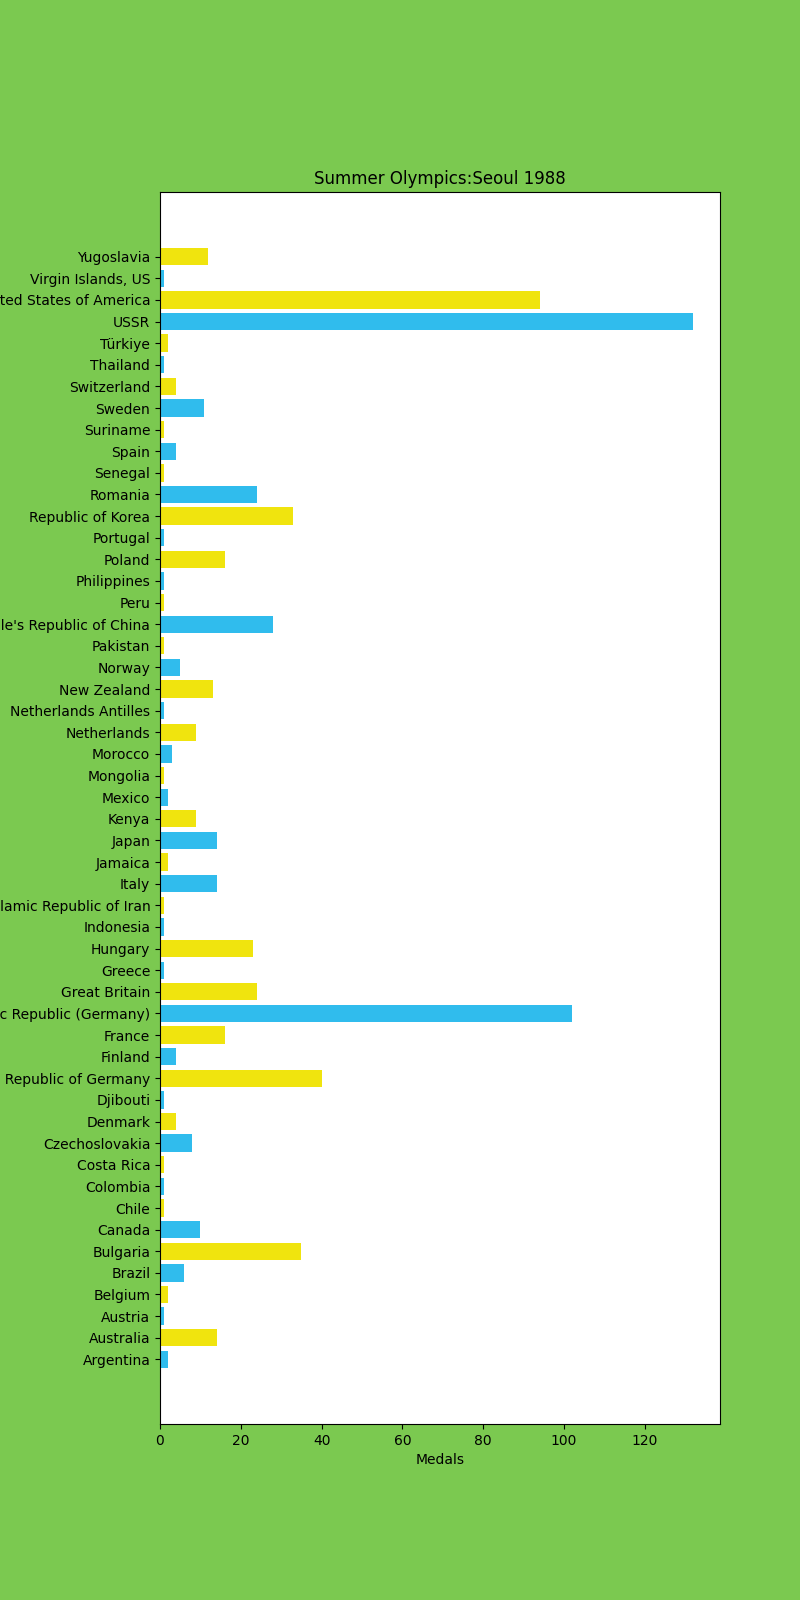 Summer Olympics:Seoul 1988
Yugoslavia
Virgin Islands, US
ted States of America
USSR
Türkiye
Thailand
Switzerland
Sweden
Suriname
Spain
Senegal
Romania
Republic of Korea
Portugal
Poland
Philippines
Peru
le's Republic of China
Pakistan
Norway
New Zealand
Netherlands Antilles
Netherlands
Morocco
Mongolia
Mexico
Kenya
Japan
Jamaica
Italy
lamic Republic of Iran
Indonesia
Hungary
Greece
Great Britain
c Republic (Germany)
France
Finland
Republic of Germany
Djibouti
Denmark
Czechoslovakia
Costa Rica
Colombia
Chile
Canada
Bulgaria
Brazil
Belgium
Austria
Australia
Argentina
0 20 40 60 80 100 120
Medals